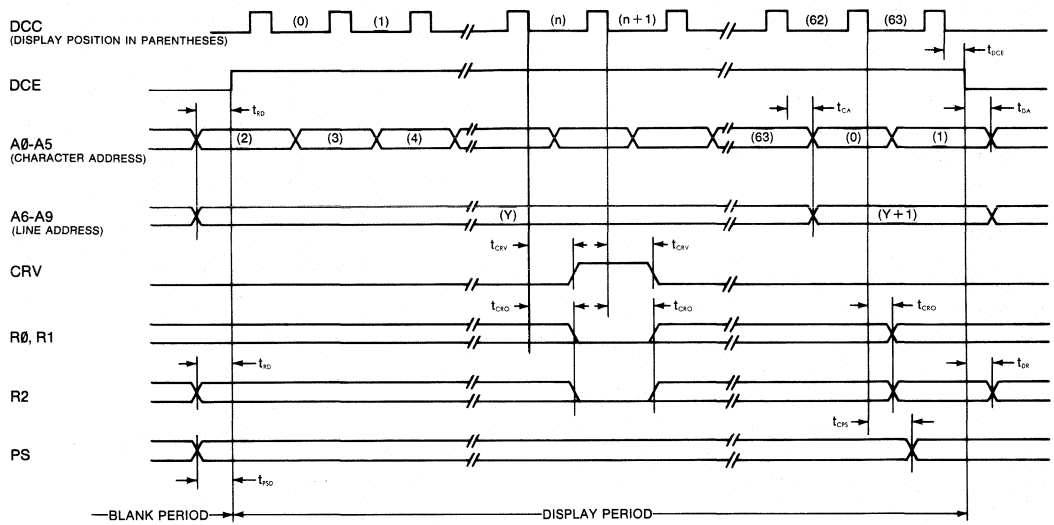 DCC (0) (1) (n) (n+1) (62) (63)
(DISPLAY POSITION IN PARENTHESES)
tDCE
DCE
tRD tCA tDA
AØ-A5 (2) (3) (4) (63) (0) (1)
(CHARACTER ADDRESS)
A6-A9 (Y) (Y+1)
(LINE ADDRESS)
tCRV tCRV
CRV
tCRO tCRO tCRO
RØ, R1
tRD tDR
R2
tCPS
PS
tPSD
BLANK PERIOD DISPLAY PERIOD